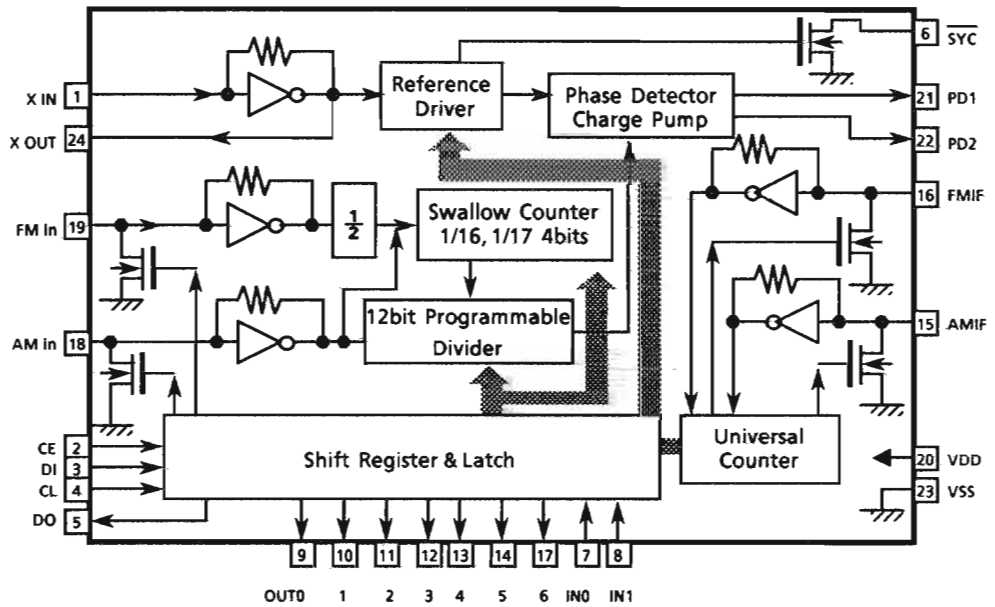 6 SYC
X IN 1
Reference
Driver
Phase Detector
Charge Pump
21 PD1
X OUT 24
22 PD2
16 FMIF
FM In 19
1
2
Swallow Counter
1/16, 1/17 4bits
12bit Programmable
Divider
15 AMIF
AM in 18
CE 2
DI 3
CL 4
DO 5
Shift Register & Latch
Universal
Counter
20 VDD
23 VSS
9 10 11 12 13 14 17 7 8
OUT0 1 2 3 4 5 6 IN0 IN1